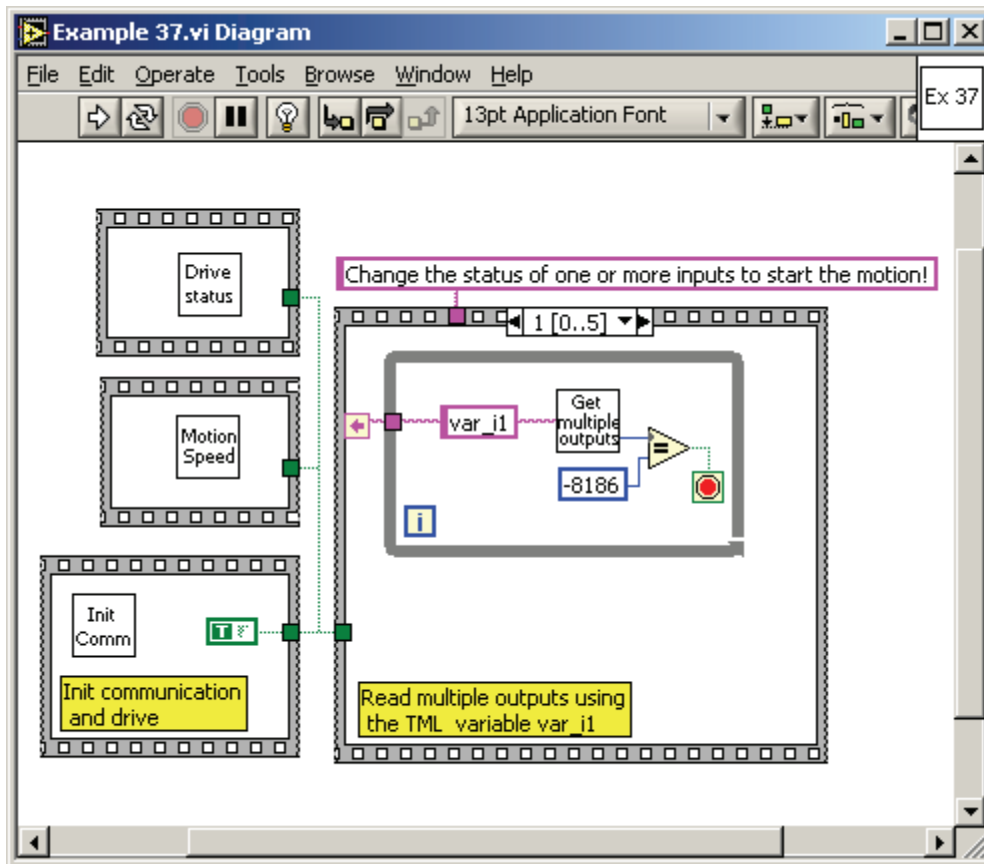 Example 37.vi Diagram
File Edit Operate Tools Browse Window Help
13pt Application Font
Ex 37
Drive
status
Change the status of one or more inputs to start the motion!
1 [0..5]
Motion
Speed
var_i1
Get
multiple
outputs
=
-8186
i
Init
Comm
T
Init communication
and drive
Read multiple outputs using
the TML variable var_i1